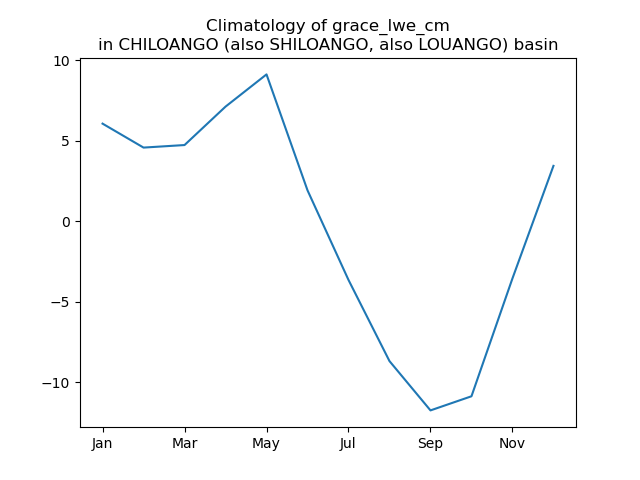 Climatology of grace_lwe_cm
in CHILOANGO (also SHILOANGO, also LOUANGO) basin
10
5
0
−5
−10
Jan Mar May Jul Sep Nov